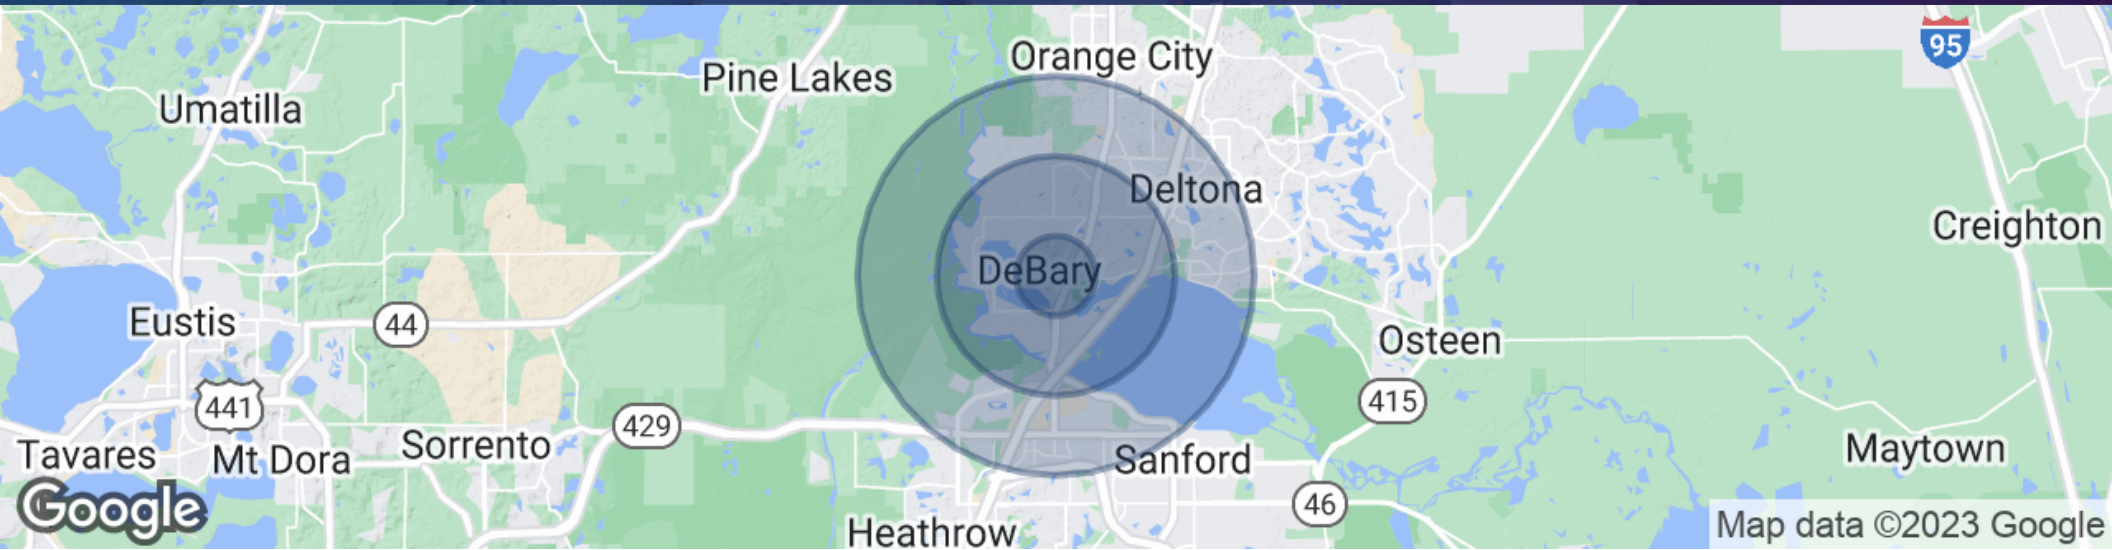 95
Orange City
Pine Lakes
Umatilla
Deltona
Creighton
DeBary
Eustis
44
Osteen
441
415
429
Tavares
Mt Dora
Sorrento
Sanford
Maytown
Google
46
Heathrow
Map data ©2023 Google